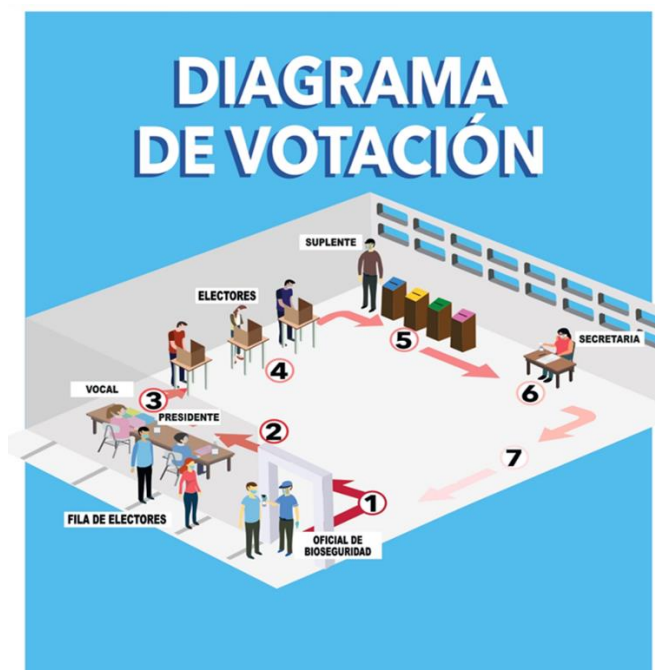 DIAGRAMA
DE VOTACIÓN
SUPLENTE
ELECTORES
5
SECRETARIA
4
6
VOCAL
3
PRESIDENTE
2
7
1
FILA DE ELECTORES
OFICIAL DE
BIOSEGURIDAD